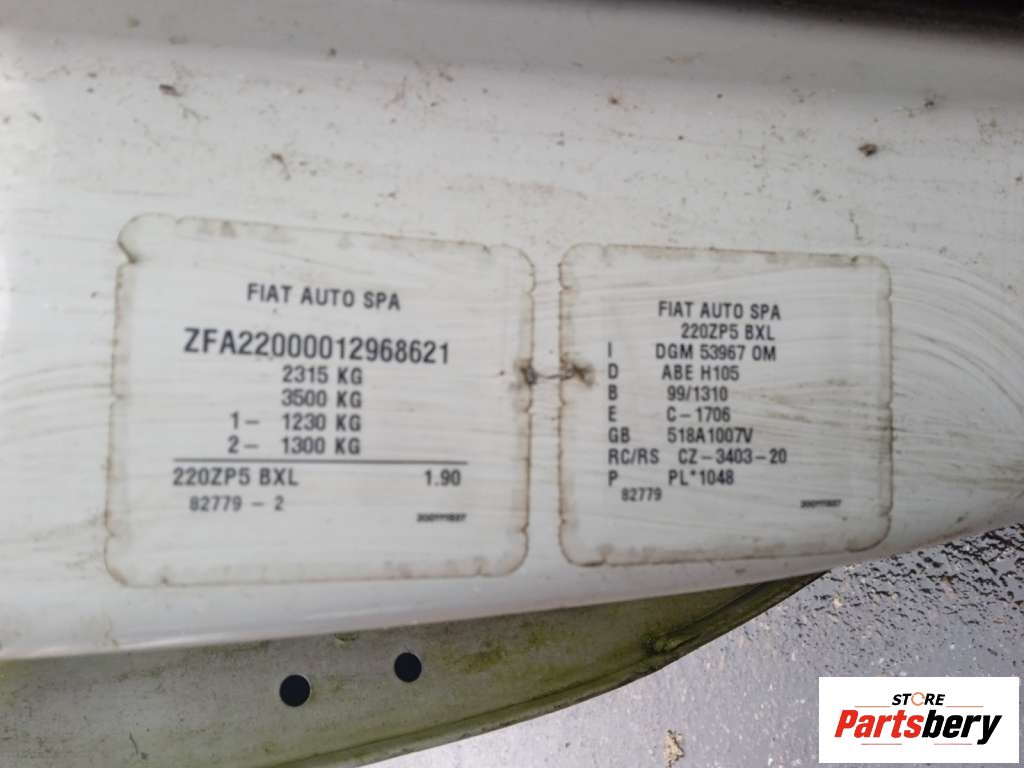 FIAT AUTO SPA
ZFA22000012968621
2315 KG
3500 KG
1- 1230 KG
2- 1300 KG
220ZP5 BXL 1.90
82779 - 2
FIAT AUTO SPA
220ZP5 BXL
I DGM 53967 OM
D ABE H105
B 99/1310
E C-1706
GB 518A1007V
RC/RS CZ-3403-20
P PL*1048
82779
STORE
Partsbery